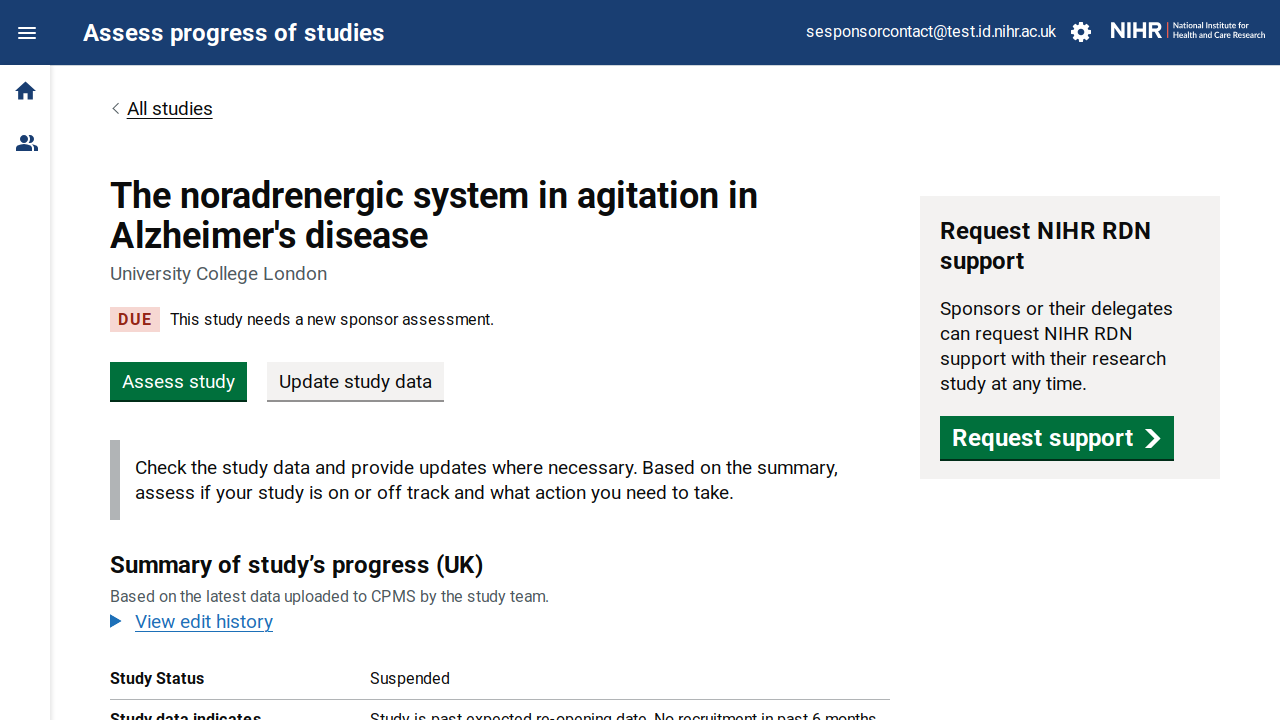 Assess progress of studies
sesponsorcontact@test.id.nihr.ac.uk
NIHR
National Institute for
Health and Care Research
All studies
The noradrenergic system in agitation in
Alzheimer's disease
University College London
DUE This study needs a new sponsor assessment.
Assess study
Update study data
Check the study data and provide updates where necessary. Based on the summary,
assess if your study is on or off track and what action you need to take.
Summary of study’s progress (UK)
Based on the latest data uploaded to CPMS by the study team.
View edit history
Study Status Suspended
Study data indicates Study is past expected re-opening date, No recruitment in past 6 months
Request NIHR RDN
support
Sponsors or their delegates
can request NIHR RDN
support with their research
study at any time.
Request support